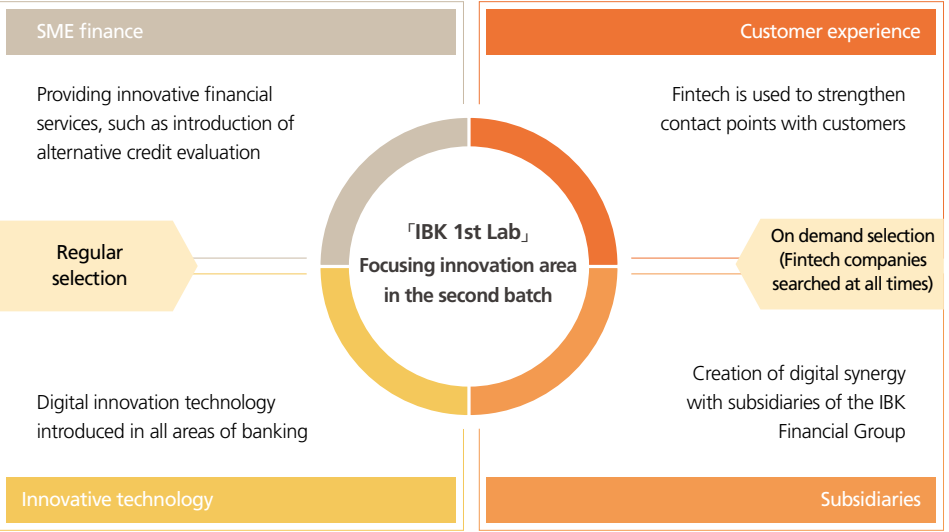 SME finance
Customer experience
Providing innovative financial
services, such as introduction of
alternative credit evaluation
Fintech is used to strengthen
contact points with customers
Regular
selection
「IBK 1st Lab」
Focusing innovation area
in the second batch
On demand selection
(Fintech companies
searched at all times)
Digital innovation technology
introduced in all areas of banking
Creation of digital synergy
with subsidiaries of the IBK
Financial Group
Innovative technology
Subsidiaries